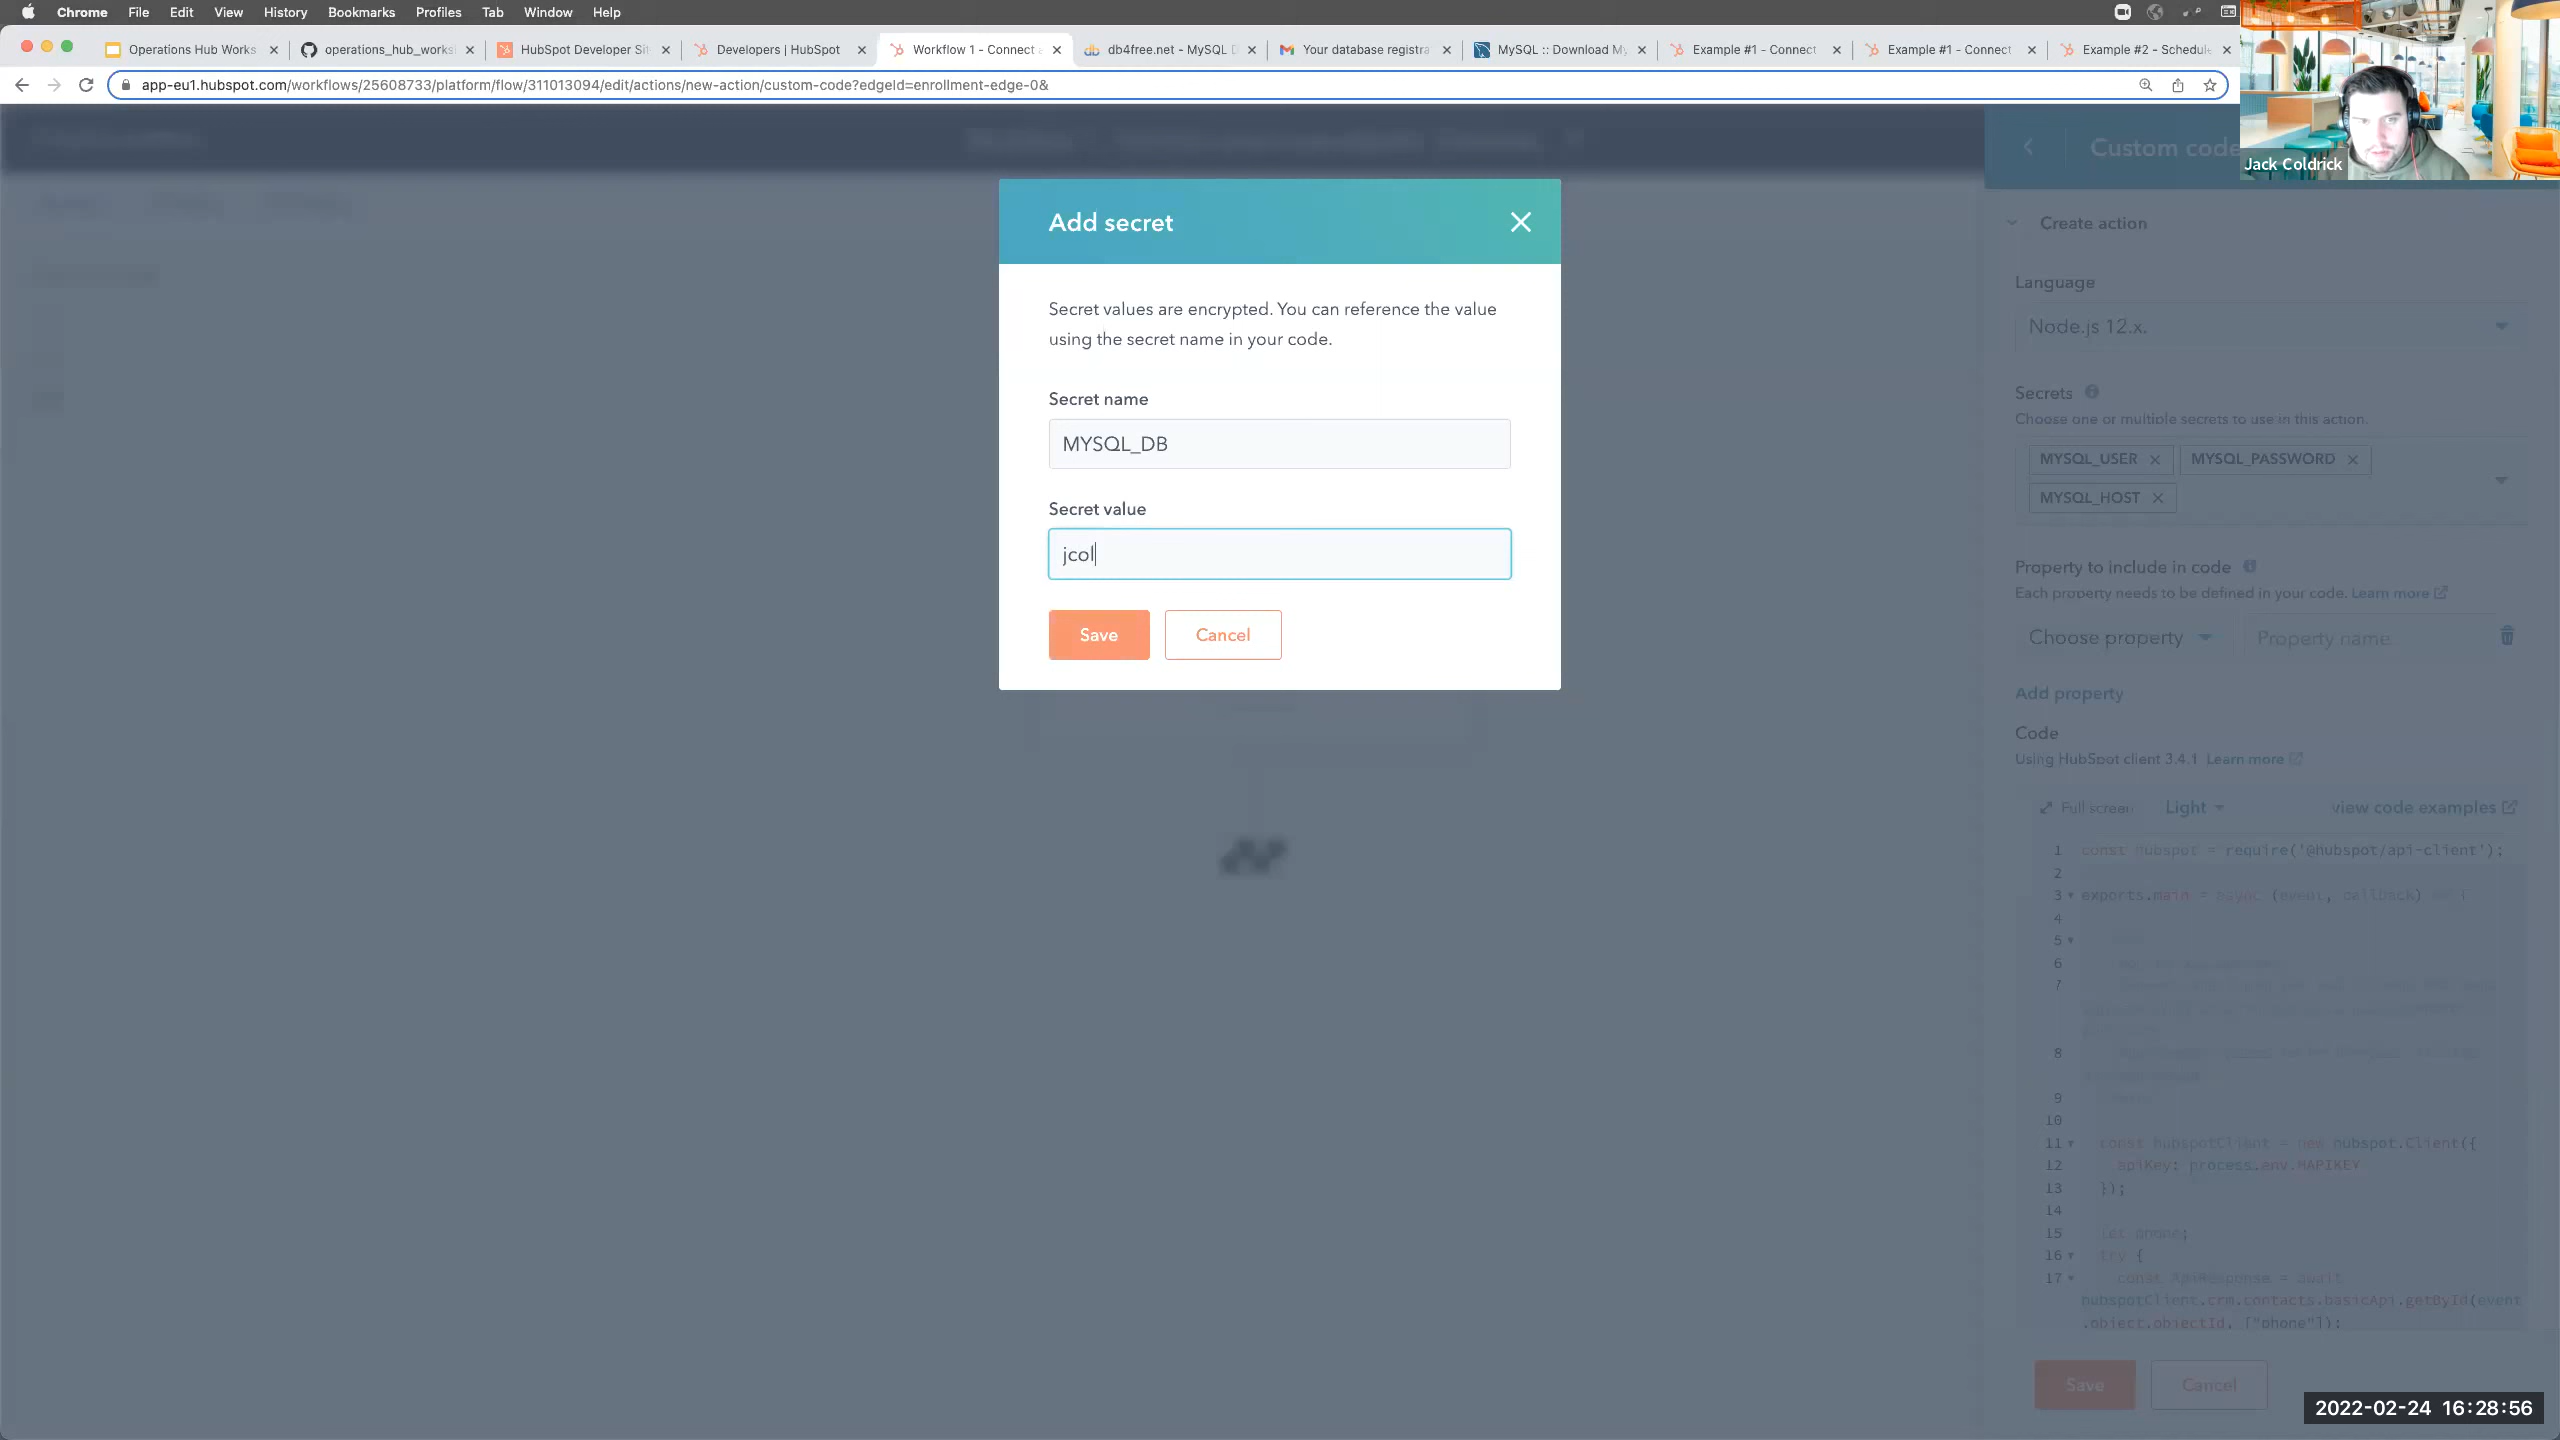 Chrome File Edit View History Bookmarks Profiles Tab Window Help
Operations Hub Works
operations_hub_works
HubSpot Developer Sit
Developers | HubSpot
Workflow 1 - Connect a
db4free.net - MySQL D
Your database registra
MySQL :: Download My
Example #1 - Connect
Example #1 - Connect
Example #2 - Schedule
app-eu1.hubspot.com/workflows/25608733/platform/flow/311013094/edit/actions/new-action/custom-code?edgeId=enrollment-edge-0&
Jack Coldrick
Add secret
Secret values are encrypted. You can reference the value
using the secret name in your code.
Secret name
MYSQL_DB
Secret value
jcol
Save Cancel
Custom code
Create action
Language
Node.js 12.x.
Secrets
Choose one or multiple secrets to use in this action.
MYSQL_USER MYSQL_PASSWORD
MYSQL_HOST
Property to include in code
Each property needs to be defined in your code. Learn more
Choose property Property name
Add property
Code
Using HubSpot client 3.4.1 Learn more
Full screen Light view code examples
1 const hubspot = require('@hubspot/api-client');
2
3 exports.main = async (event, callback) => {
4
5
6
7
8
9
10
11 const hubspotClient = new hubspot.Client({
12 apiKey: process.env.HAPIKEY
13 });
14
15 let phone;
16 try {
17 const ApiResponse = await
hubspotClient.crm.contacts.basicApi.getById(event
.object.objectId, ["phone"]);
Save Cancel
2022-02-24 16:28:56